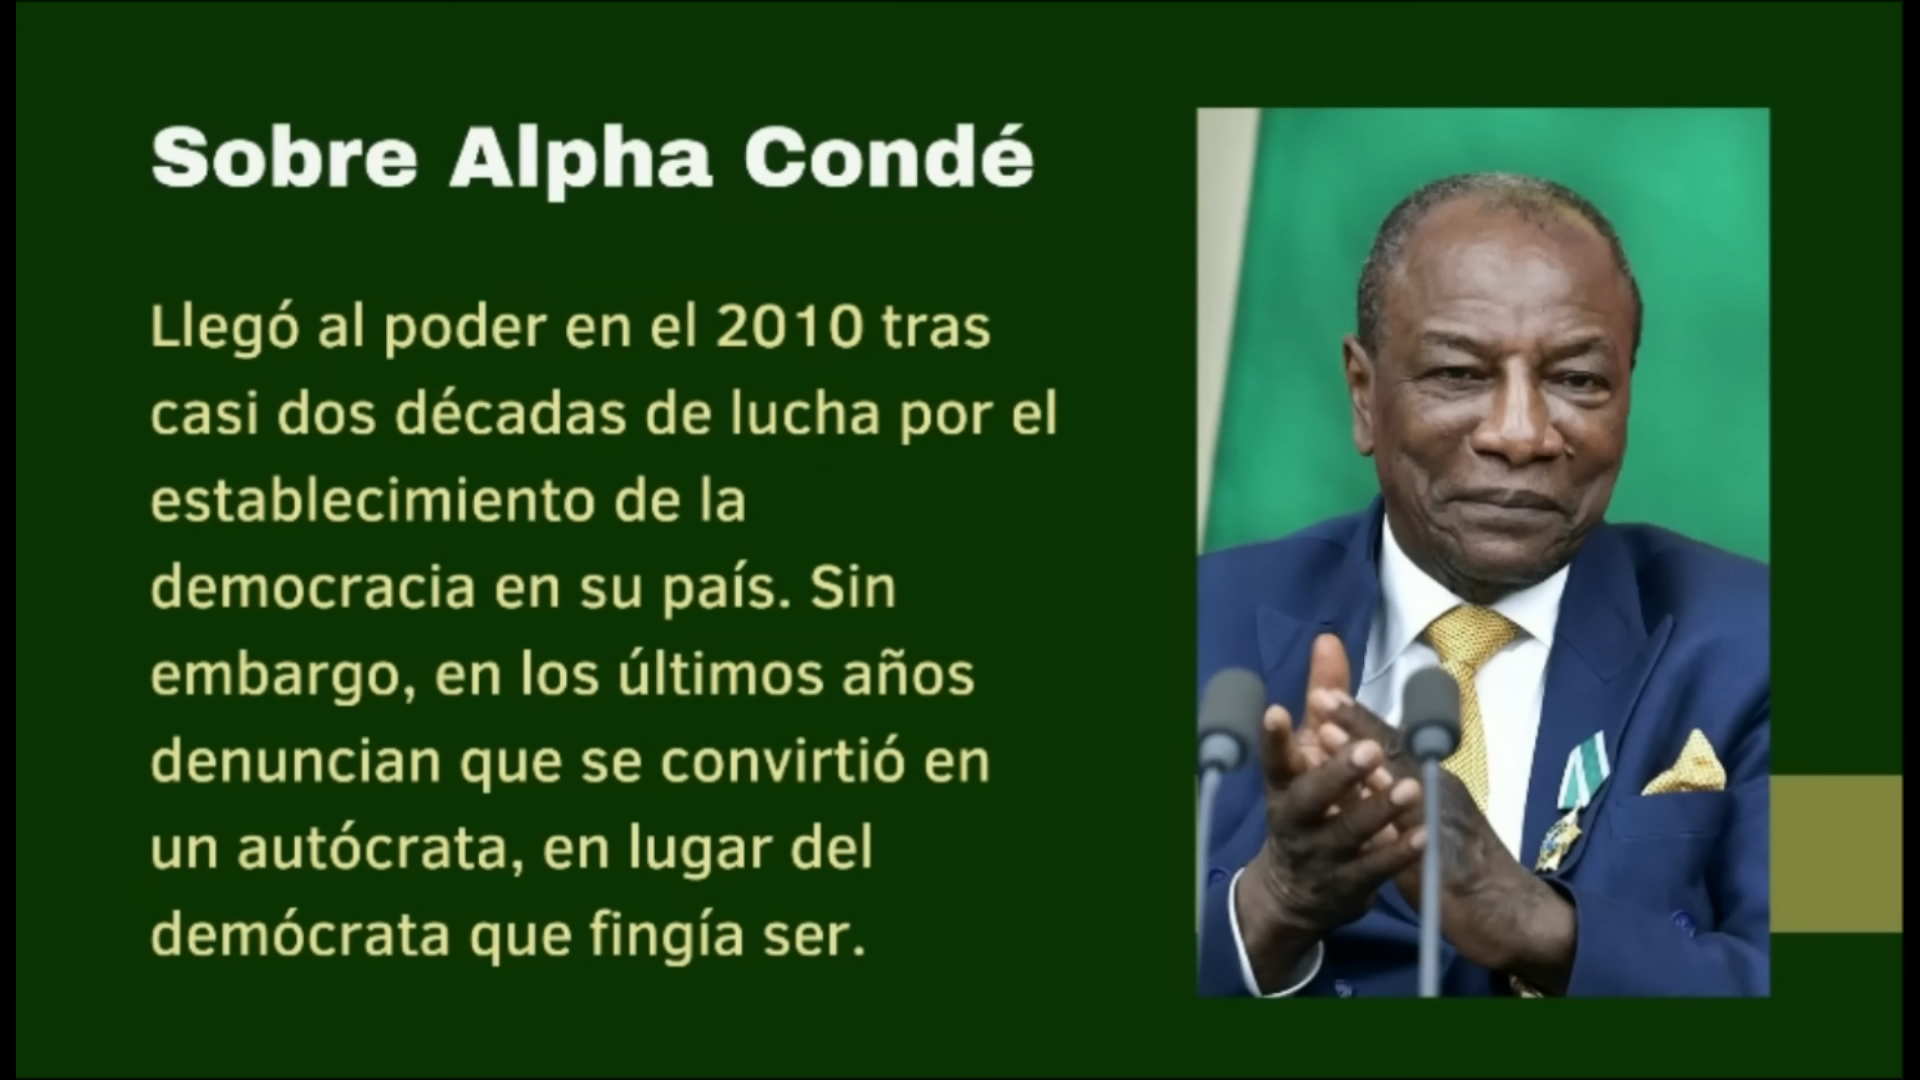 Sobre Alpha Condé
Llegó al poder en el 2010 tras
casi dos décadas de lucha por el
establecimiento de la
democracia en su país. Sin
embargo, en los últimos años
denuncian que se convirtió en
un autócrata, en lugar del
demócrata que fingía ser.